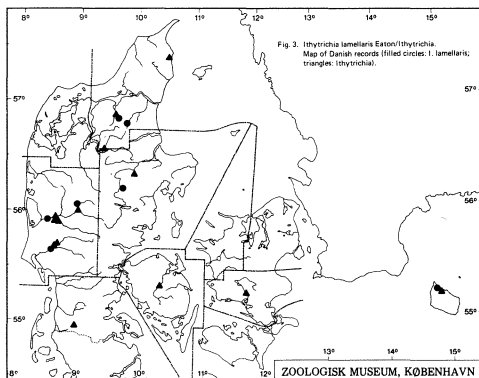 8° 9° 10° 11° 12° 13° 14° 15°
Fig. 3. Ithytrichia lamellaris Eaton/Ithytrichia.
Map of Danish records (filled circles: I. lamellaris;
triangles: Ithytrichia).
57° 57°
56° 56°
55° 55°
8° 9° 10° 11° 12° 13° 14° 15°
ZOOLOGISK MUSEUM, KØBENHAVN